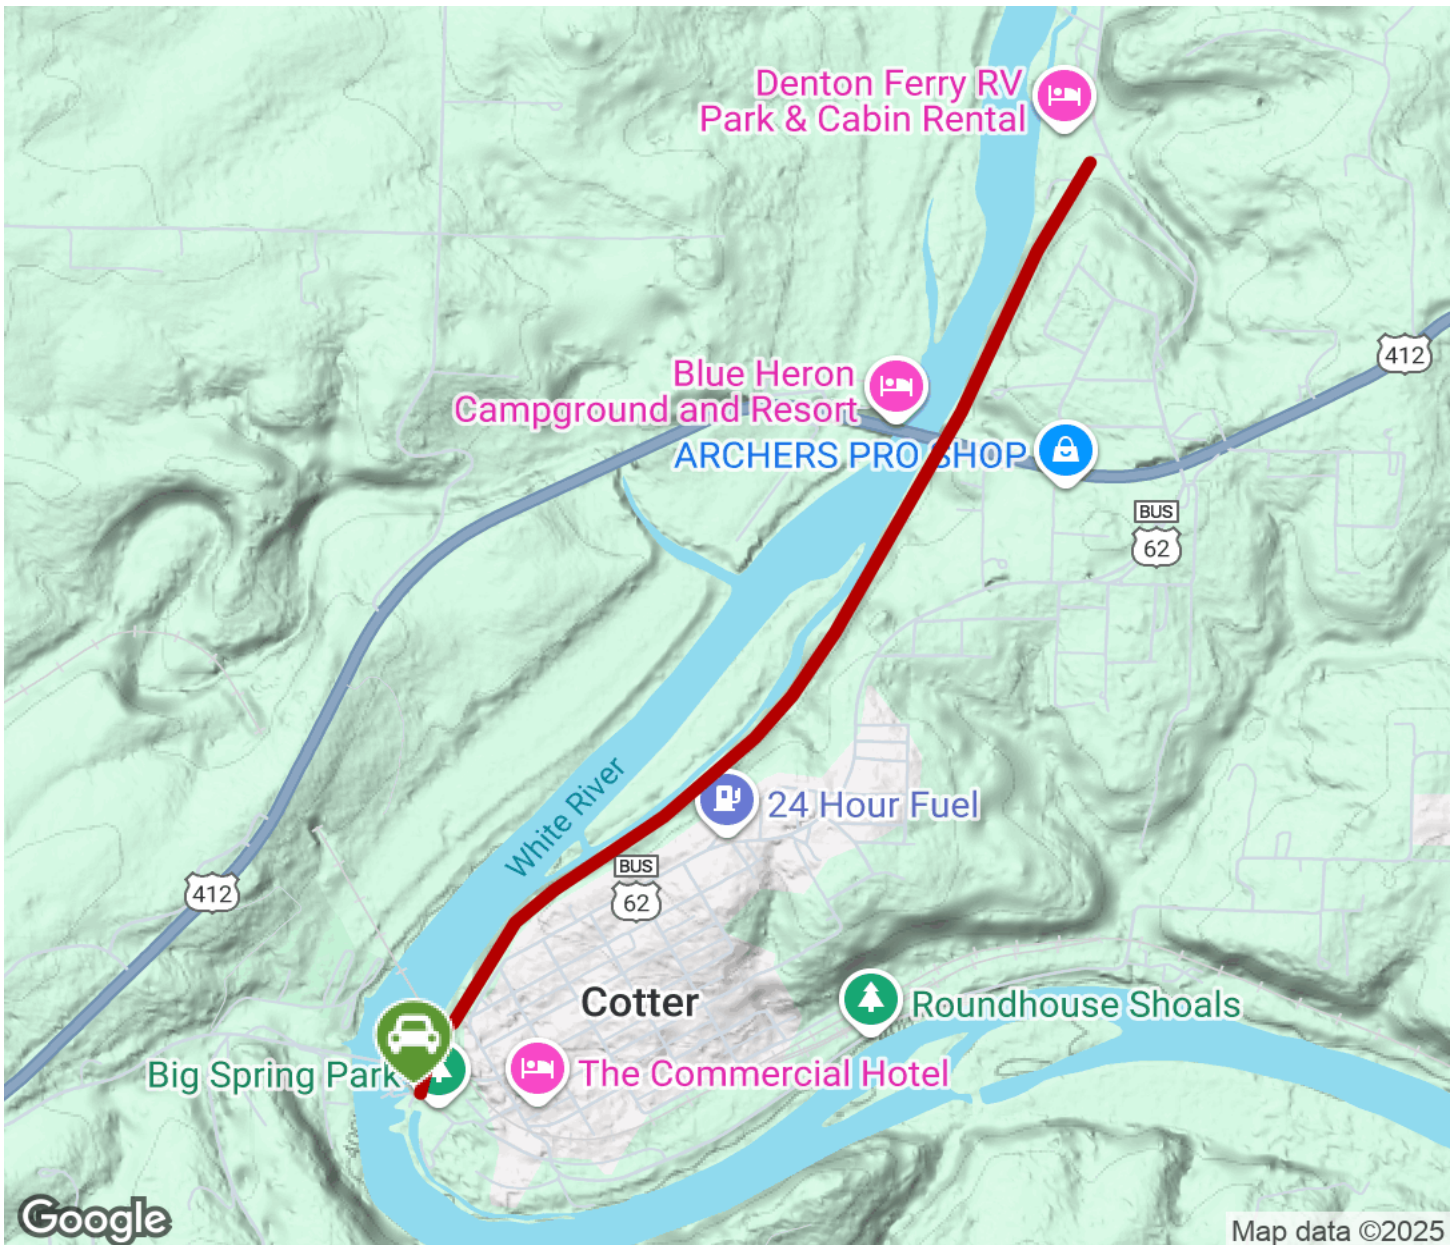 Denton Ferry RV
Park & Cabin Rental
412
Blue Heron
Campground and Resort
ARCHERS PRO SHOP
BUS
62
White River
24 Hour Fuel
BUS
62
412
Cotter
Roundhouse Shoals
Big Spring Park
The Commercial Hotel
Google
Map data ©2025